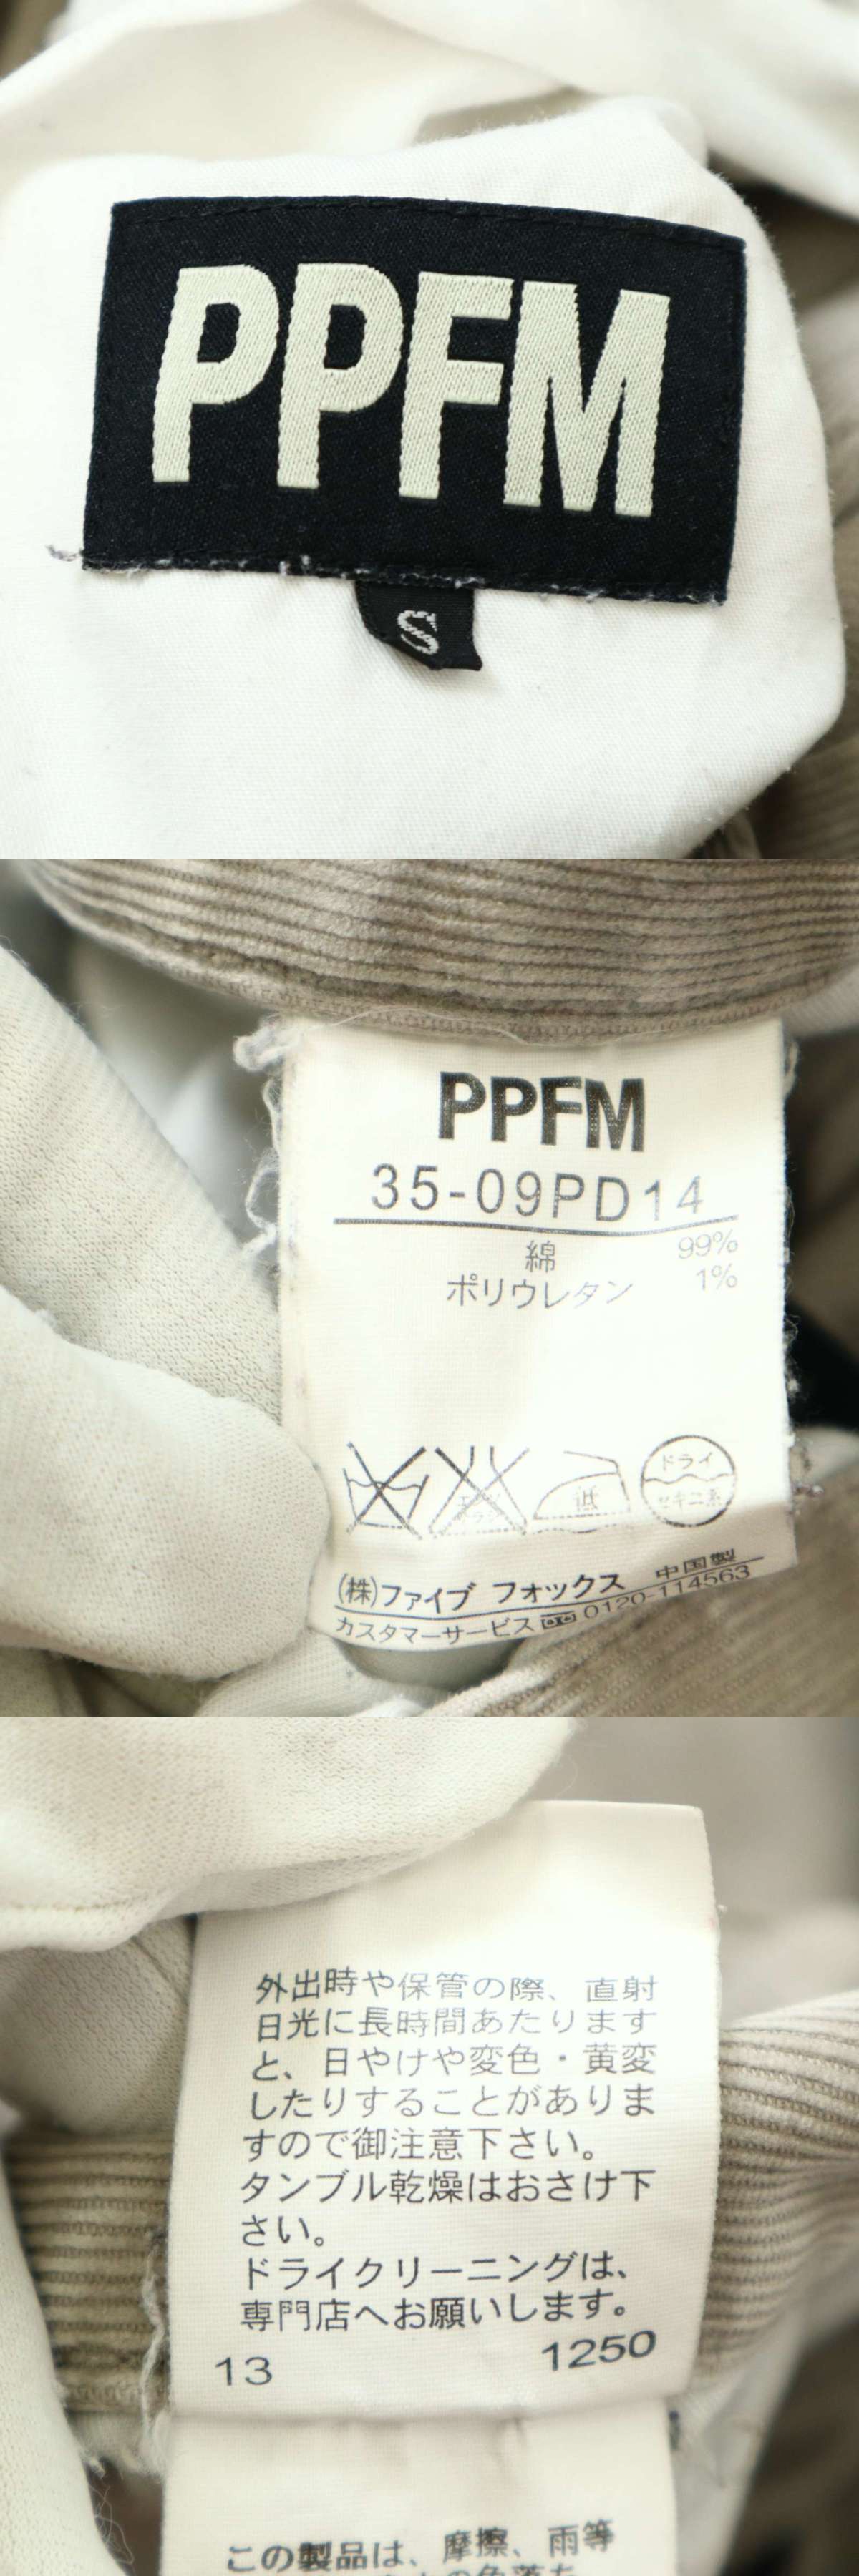 PPFM
S
PPFM
35-09PD14
綿 99%
ポリウレタン 1%
低
ドライ
セキユ系
(株)ファイブ フォックス 中国製
カスタマーサービス 0120-114563
外出時や保管の際、直射
日光に長時間あたります
と、日やけや変色・黄変
したりすることがありま
すので御注意下さい。
タンブル乾燥はおさけ下
さい。
ドライクリーニングは、
専門店へお願いします。
13 1250
この製品は、摩擦、雨等